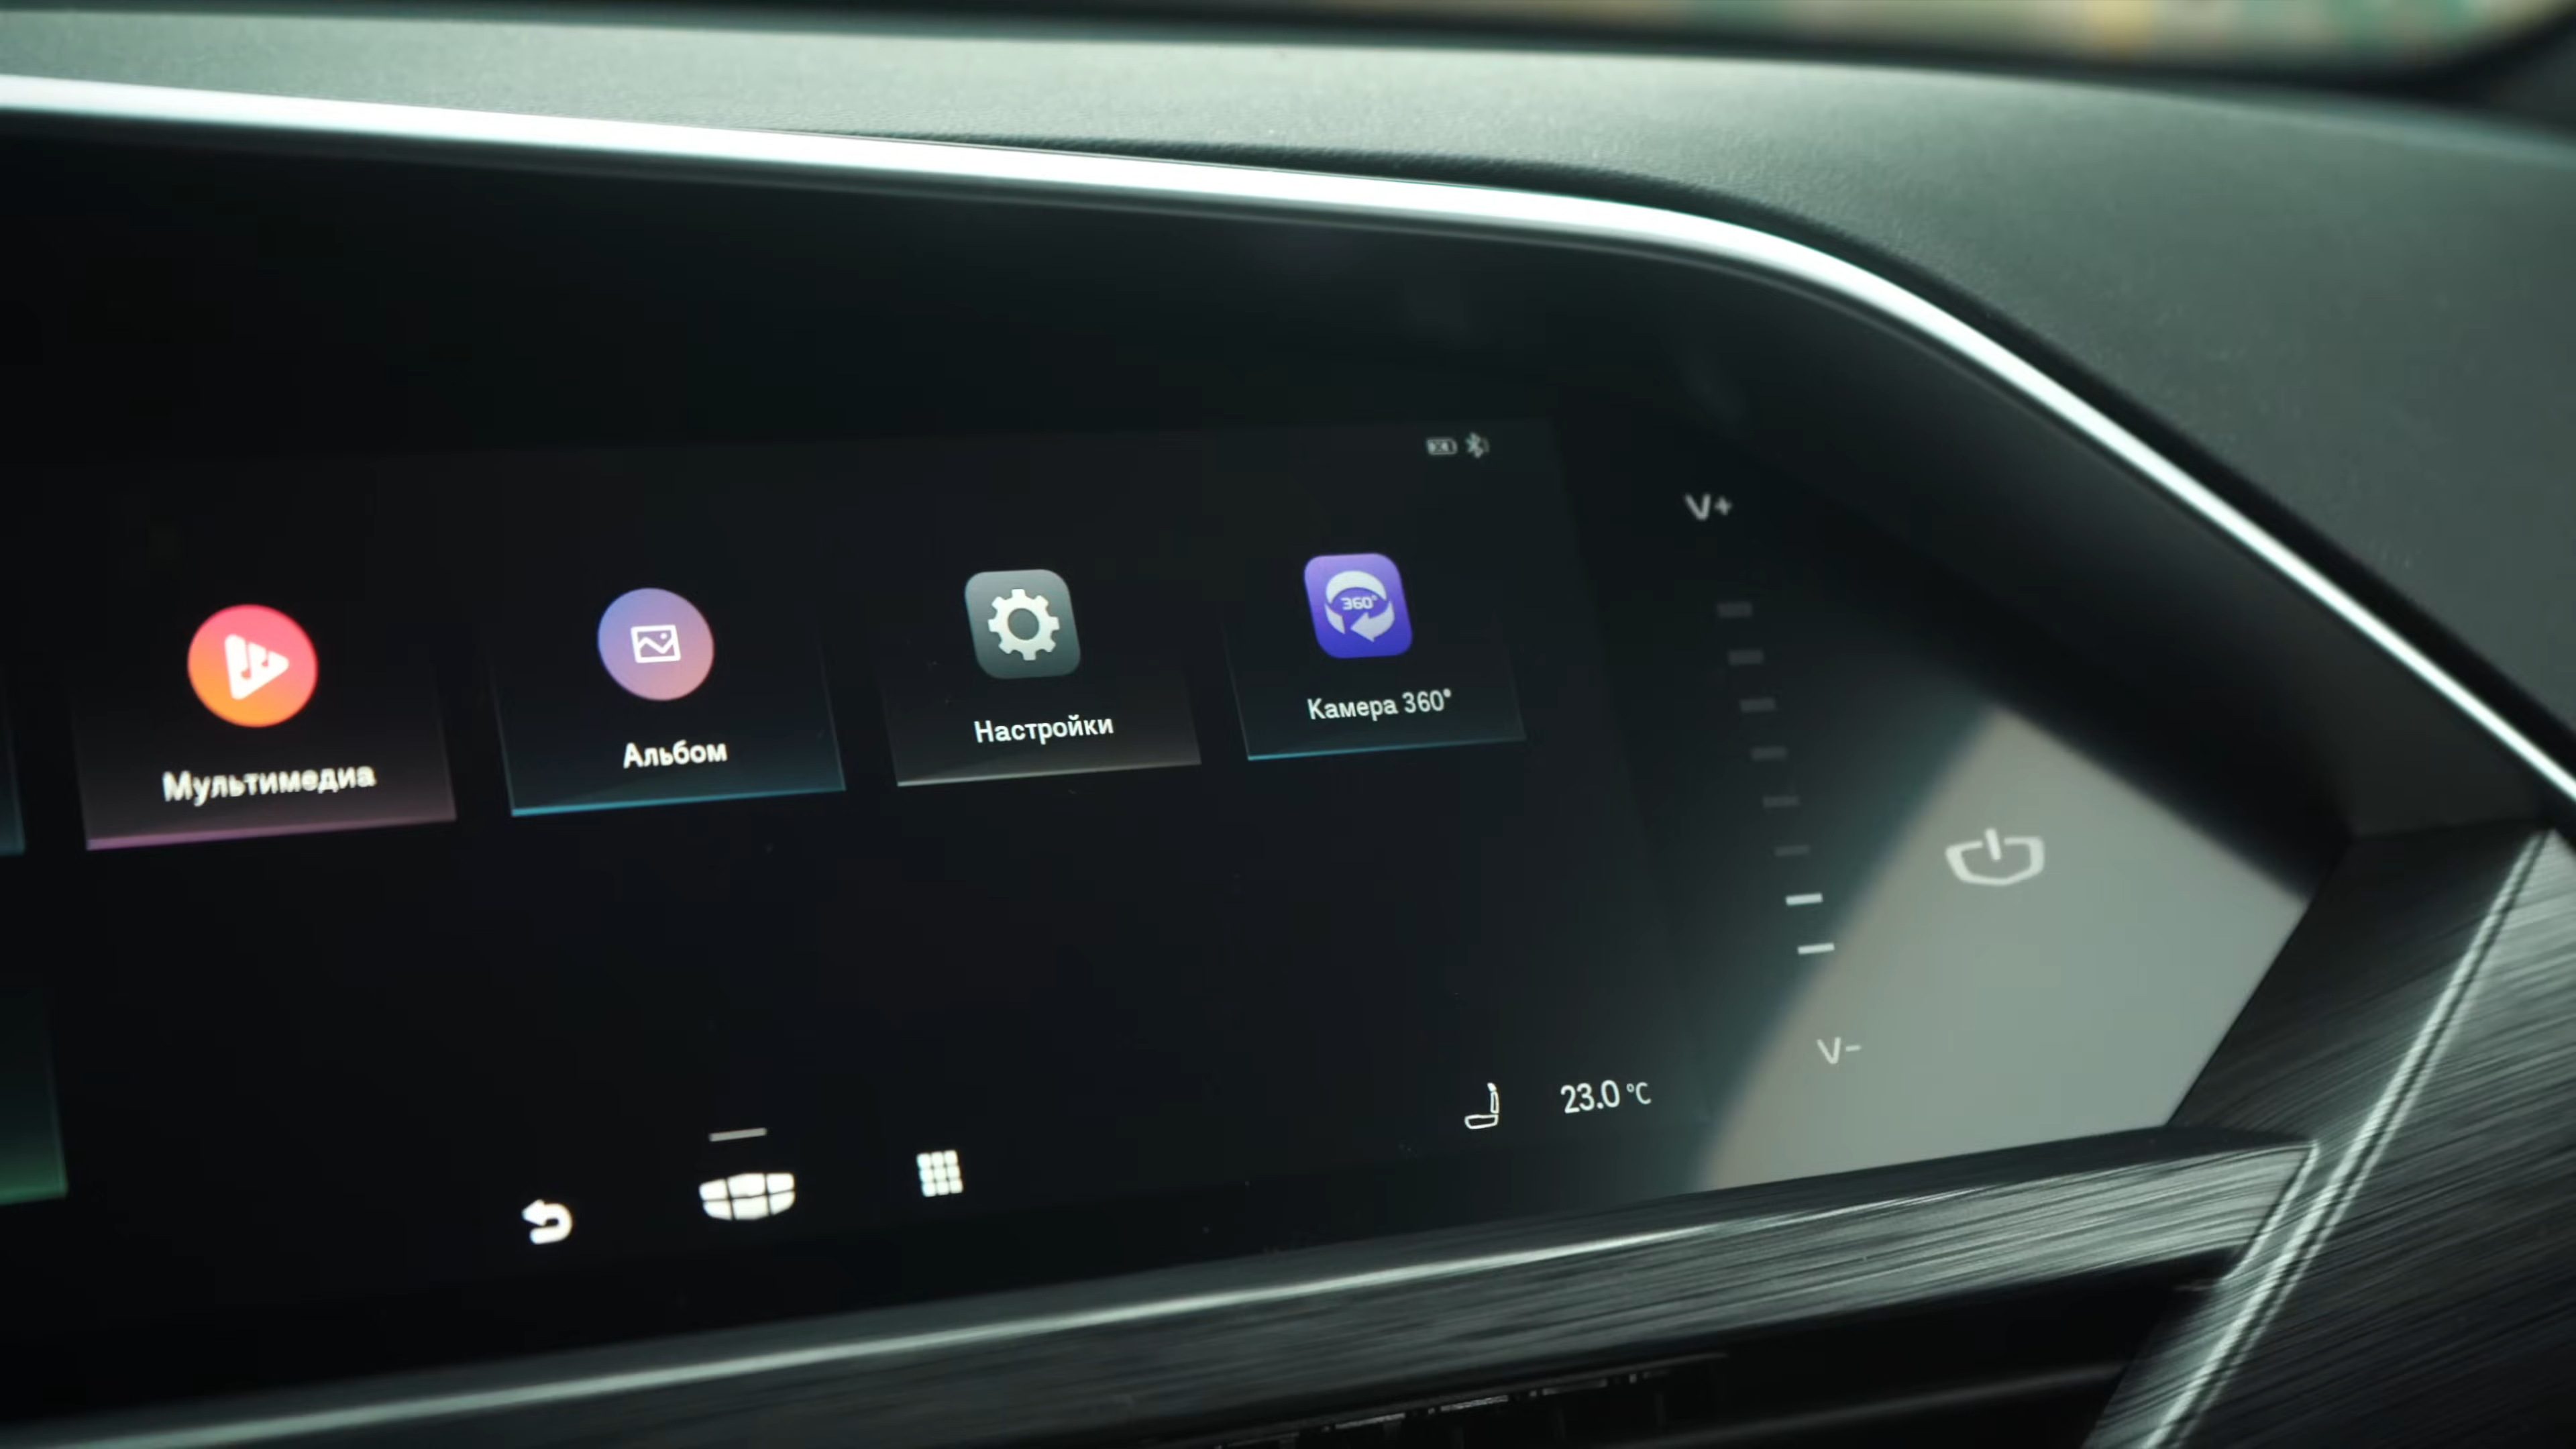 V+
360°
Мультимедиа
Альбом
Настройки
Камера 360°
V-
23.0 °C